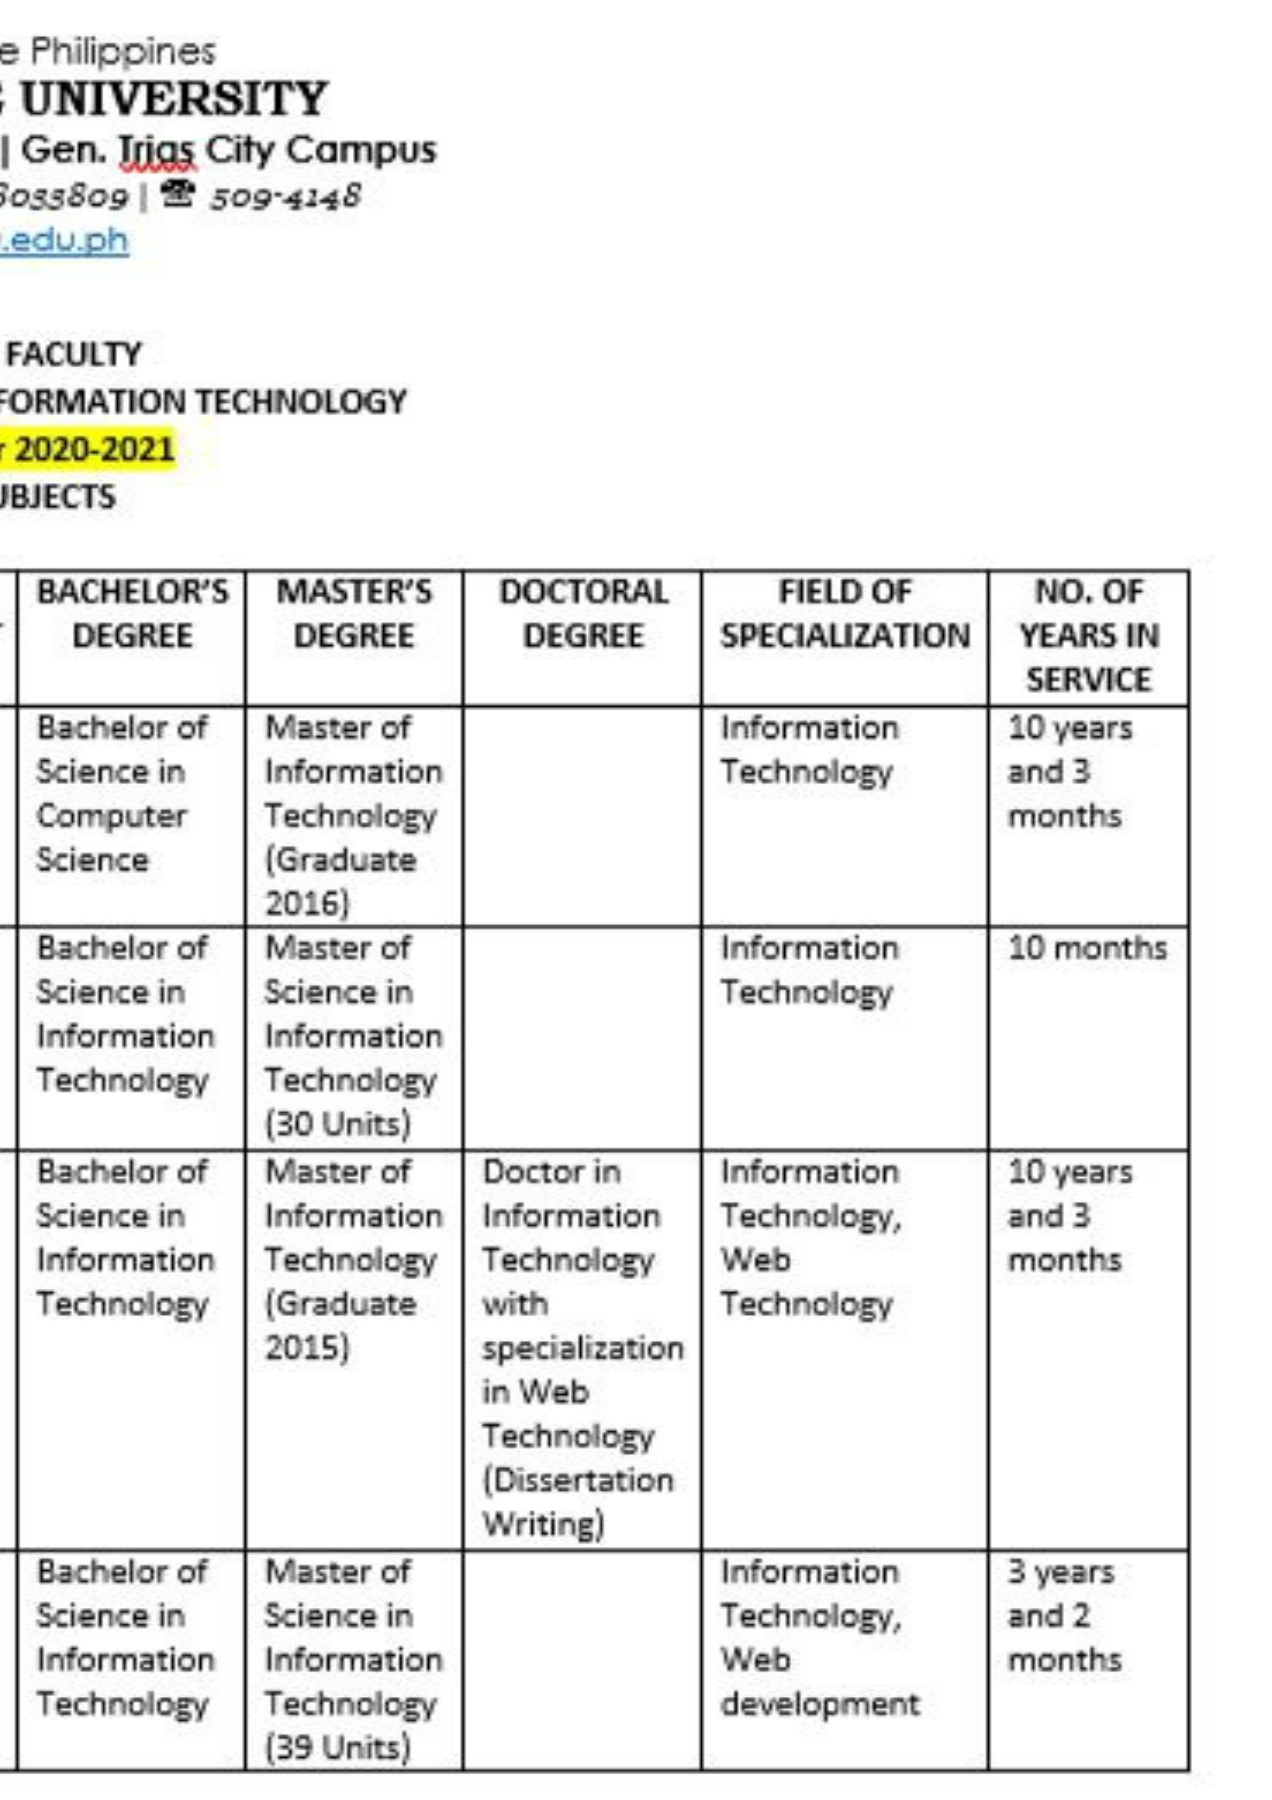 e Philippines
UNIVERSITY
| Gen. Trias City Campus
8033809 | ☎ 509-4148
.edu.ph
FACULTY
FORMATION TECHNOLOGY
r 2020-2021
UBJECTS
BACHELOR'S
DEGREE
MASTER'S
DEGREE
DOCTORAL
DEGREE
FIELD OF
SPECIALIZATION
NO. OF
YEARS IN
SERVICE
Bachelor of
Science in
Computer
Science
Master of
Information
Technology
(Graduate
2016)
Information
Technology
10 years
and 3
months
Bachelor of
Science in
Information
Technology
Master of
Science in
Information
Technology
(30 Units)
Information
Technology
10 months
Bachelor of
Science in
Information
Technology
Master of
Information
Technology
(Graduate
2015)
Doctor in
Information
Technology
with
specialization
in Web
Technology
(Dissertation
Writing)
Information
Technology,
Web
Technology
10 years
and 3
months
Bachelor of
Science in
Information
Technology
Master of
Science in
Information
Technology
(39 Units)
Information
Technology,
Web
development
3 years
and 2
months